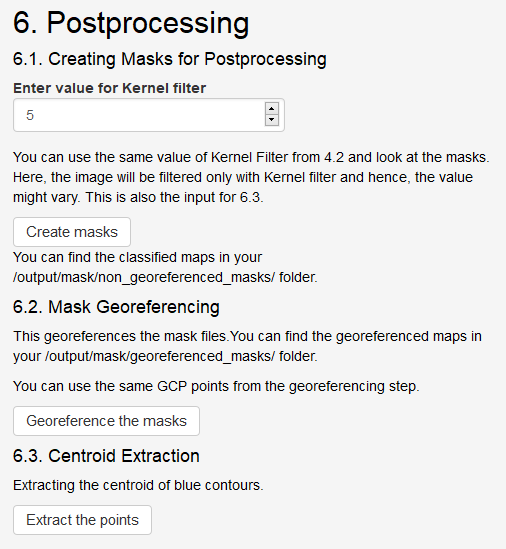 6. Postprocessing
6.1. Creating Masks for Postprocessing
Enter value for Kernel filter
5
You can use the same value of Kernel Filter from 4.2 and look at the masks.
Here, the image will be filtered only with Kernel filter and hence, the value
might vary. This is also the input for 6.3.
Create masks
You can find the classified maps in your
/output/mask/non_georeferenced_masks/ folder.
6.2. Mask Georeferencing
This georeferences the mask files.You can find the georeferenced maps in
your /output/mask/georeferenced_masks/ folder.
You can use the same GCP points from the georeferencing step.
Georeference the masks
6.3. Centroid Extraction
Extracting the centroid of blue contours.
Extract the points